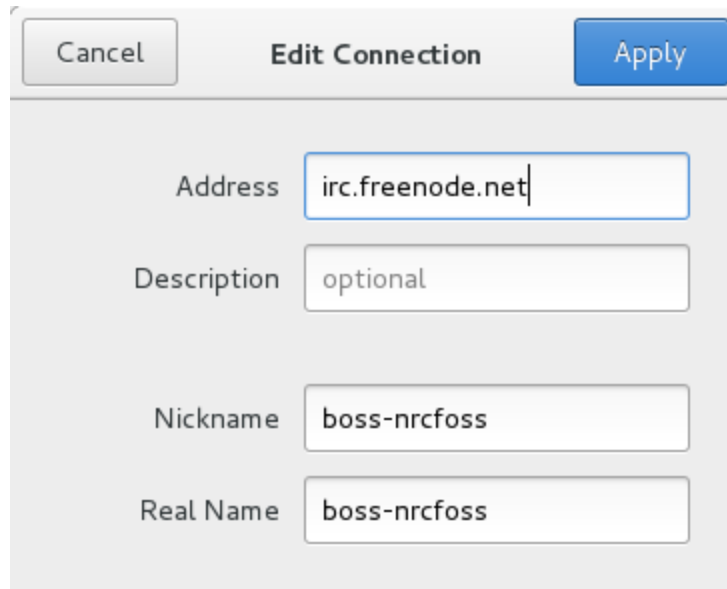 Cancel Edit Connection Apply
Address irc.freenode.net
Description optional
Nickname boss-nrcfoss
Real Name boss-nrcfoss